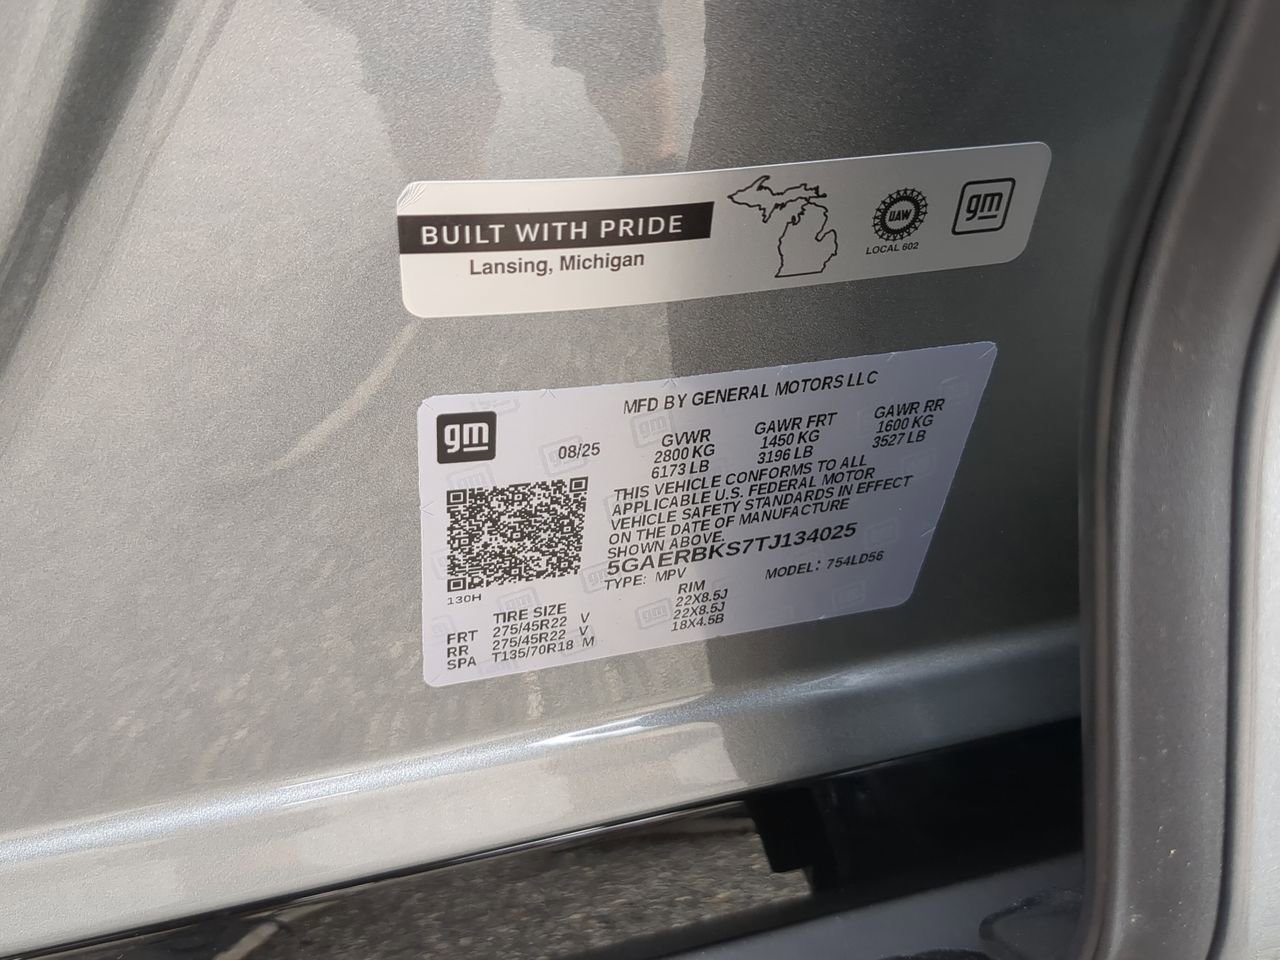 BUILT WITH PRIDE
Lansing, Michigan
UAW
LOCAL 602
gm
gm
MFD BY GENERAL MOTORS LLC
08/25
GVWR GAWR FRT GAWR RR
2800 KG 1450 KG 1600 KG
6173 LB 3196 LB 3527 LB
THIS VEHICLE CONFORMS TO ALL
APPLICABLE U.S. FEDERAL MOTOR
VEHICLE SAFETY STANDARDS IN EFFECT
ON THE DATE OF MANUFACTURE
SHOWN ABOVE.
5GAERBKS7TJ134025
TYPE: MPV MODEL: 754LD56
130H
TIRE SIZE RIM
FRT 275/45R22 V 22X8.5J
RR 275/45R22 V 22X8.5J
SPA T135/70R18 M 18X4.5B